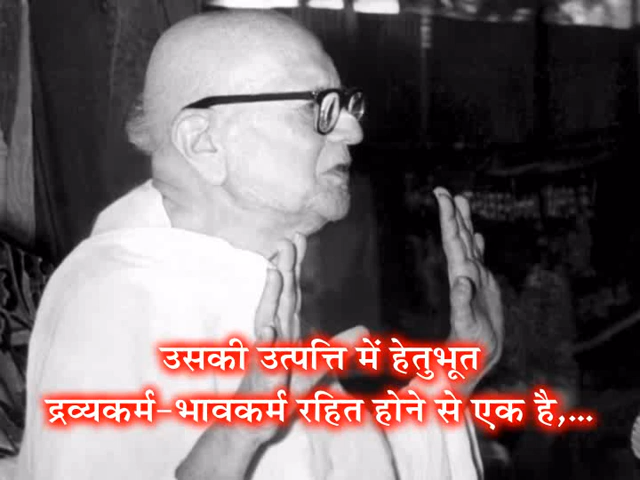 उसकी उत्पत्ति में हेतुभूत
द्रव्यकर्म-भावकर्म रहित होने से एक है,...